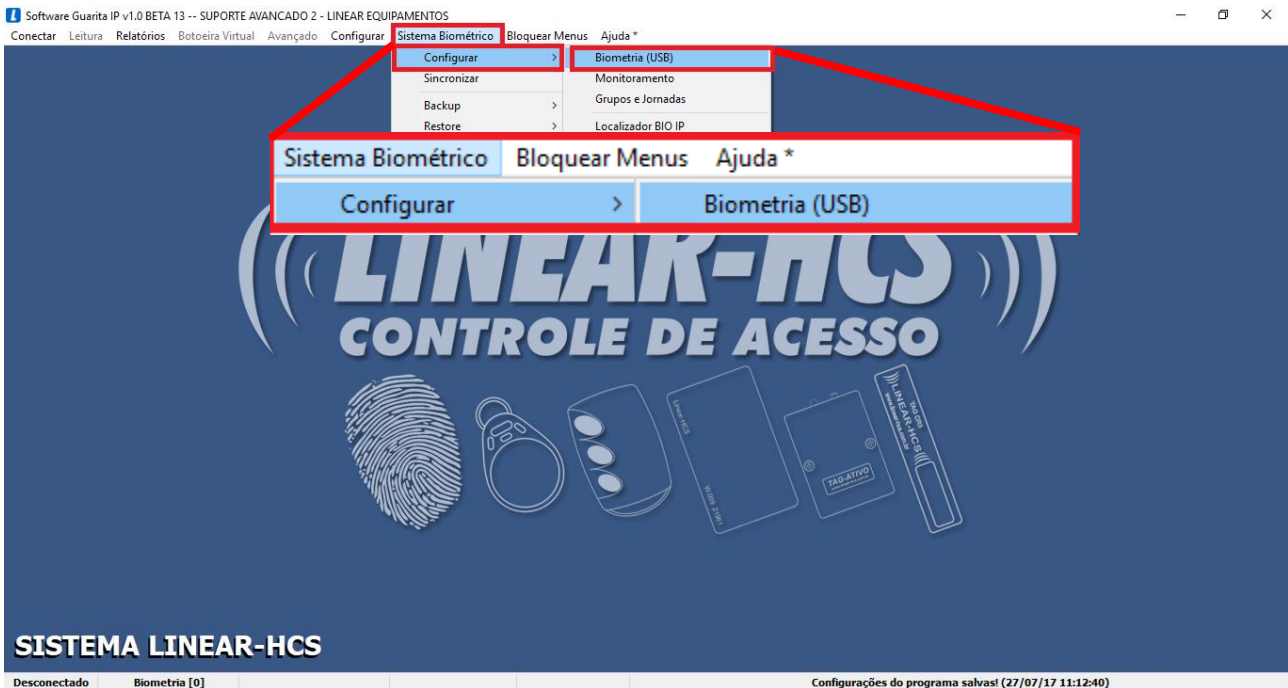 Software Guarita IP v1.0 BETA 13 -- SUPORTE AVANCADO 2 - LINEAR EQUIPAMENTOS
Conectar Leitura Relatórios Botoeira Virtual Avançado Configurar Sistema Biométrico Bloquear Menus Ajuda *
Configurar > Biometria (USB)
Sincronizar Monitoramento
Grupos e Jornadas
Backup >
Restore > Localizador BIO IP
Sistema Biométrico Bloquear Menus Ajuda *
Configurar > Biometria (USB)
LINEAR-HCS
CONTROLE DE ACESSO
Linear-HCS
TAG-ATIVO
LINEAR-HCS
TAG CR3
SISTEMA LINEAR-HCS
Desconectado Biometria [0] Configurações do programa salvas! (27/07/17 11:12:40)